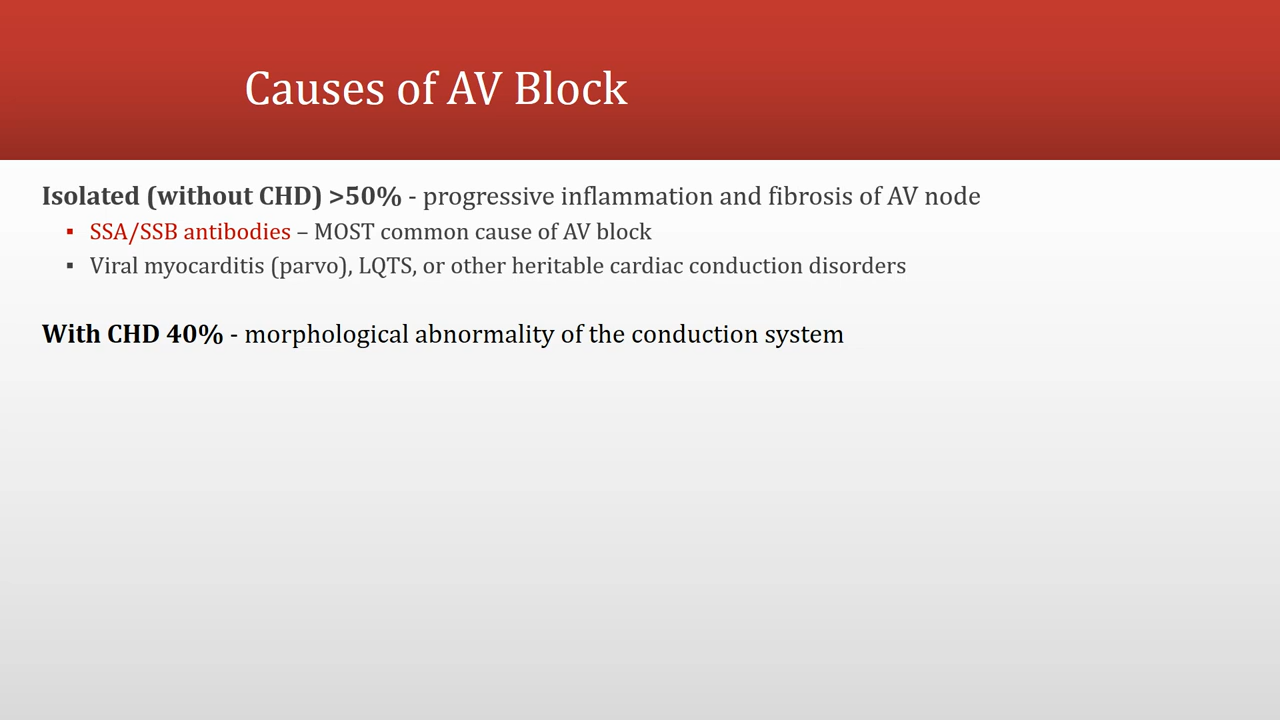 Causes of AV Block
Isolated (without CHD) >50% - progressive inflammation and fibrosis of AV node
▪ SSA/SSB antibodies – MOST common cause of AV block
▪ Viral myocarditis (parvo), LQTS, or other heritable cardiac conduction disorders
With CHD 40% - morphological abnormality of the conduction system